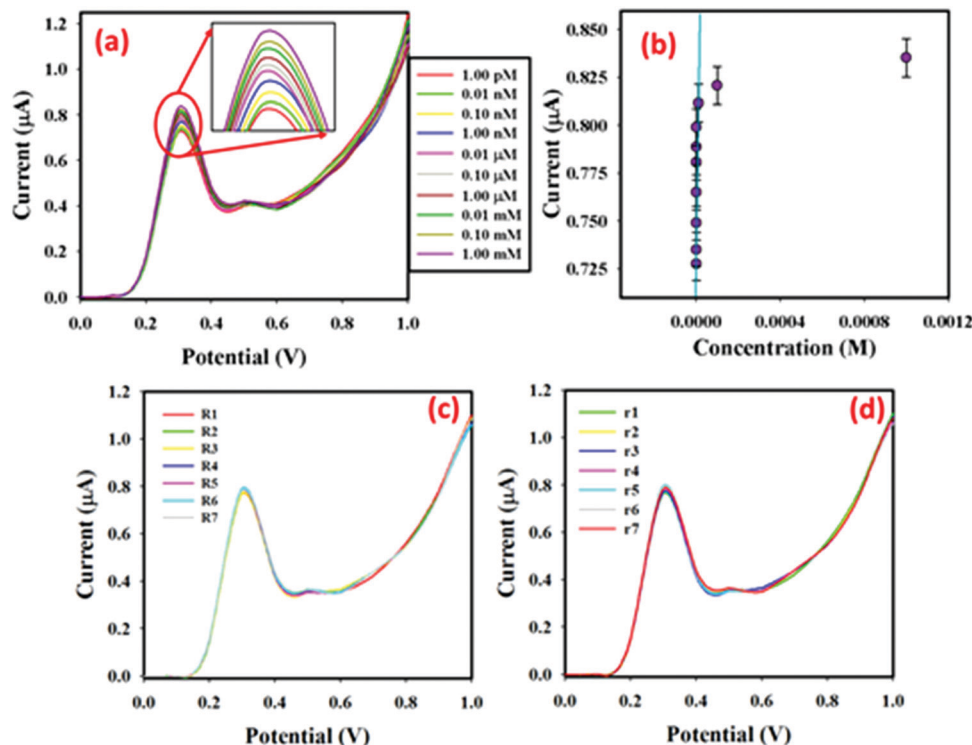 (a)
1.2
1.0
0.8
0.6
0.4
0.2
0.0
Current (μA)
0.0 0.2 0.4 0.6 0.8 1.0
Potential (V)
1.00 pM
0.01 nM
0.10 nM
1.00 nM
0.01 μM
0.10 μM
1.00 μM
0.01 mM
0.10 mM
1.00 mM
(b)
0.850
0.825
0.800
0.775
0.750
0.725
Current (μA)
0.0000 0.0004 0.0008 0.0012
Concentration (M)
(c)
1.2
1.0
0.8
0.6
0.4
0.2
0.0
Current (μA)
R1
R2
R3
R4
R5
R6
R7
0.0 0.2 0.4 0.6 0.8 1.0
Potential (V)
(d)
1.2
1.0
0.8
0.6
0.4
0.2
0.0
Current (μA)
r1
r2
r3
r4
r5
r6
r7
0.0 0.2 0.4 0.6 0.8 1.0
Potential (V)